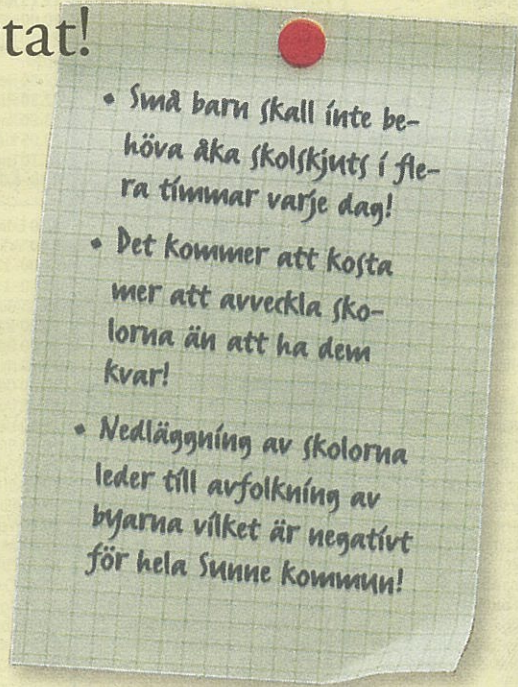 tat!
• Små barn skall inte be-
höva åka skolskjuts i fle-
ra timmar varje dag!
• Det kommer att kosta
mer att avveckla sko-
lorna än att ha dem
kvar!
• Nedläggning av skolorna
leder till avfolkning av
byarna vilket är negativt
för hela Sunne kommun!